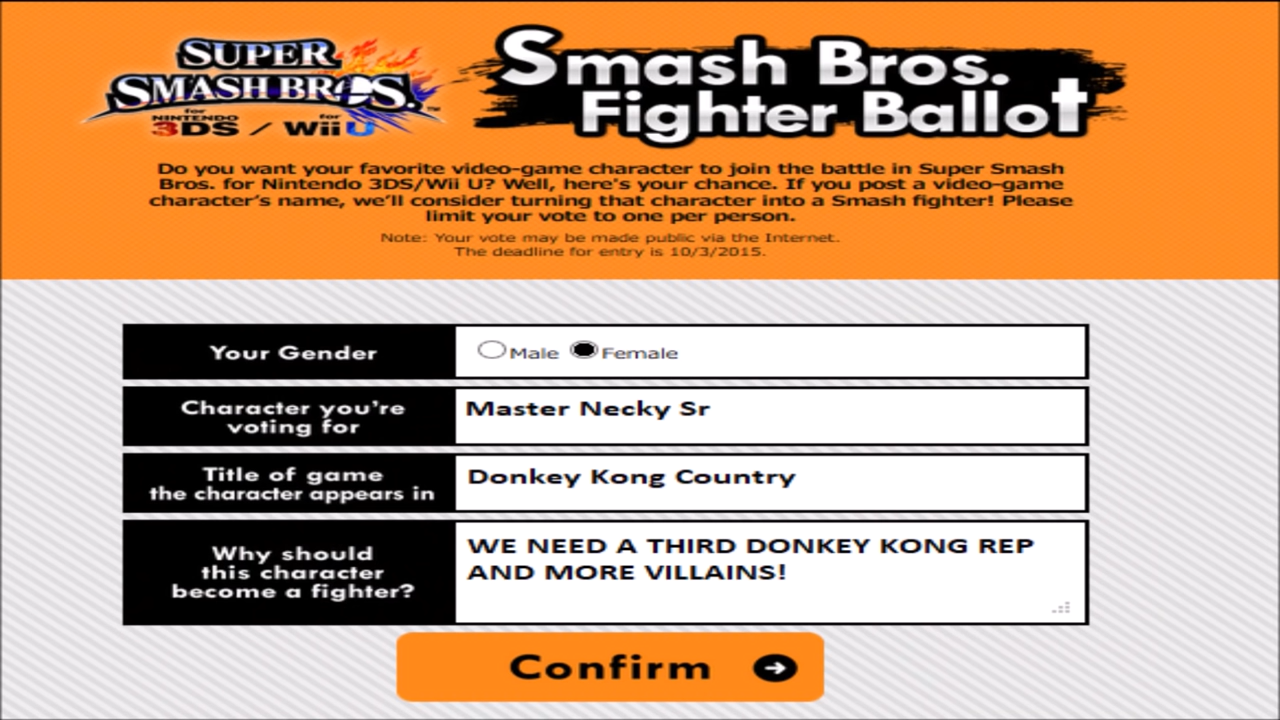 SUPER
SMASH BROS.™
for NINTENDO 3DS / for Wii U
Smash Bros.
Fighter Ballot
Do you want your favorite video-game character to join the battle in Super Smash
Bros. for Nintendo 3DS/Wii U? Well, here's your chance. If you post a video-game
character's name, we'll consider turning that character into a Smash fighter! Please
limit your vote to one per person.
Note: Your vote may be made public via the Internet.
The deadline for entry is 10/3/2015.
Your Gender
Male Female
Character you're
voting for
Master Necky Sr
Title of game
the character appears in
Donkey Kong Country
Why should
this character
become a fighter?
WE NEED A THIRD DONKEY KONG REP
AND MORE VILLAINS!
Confirm